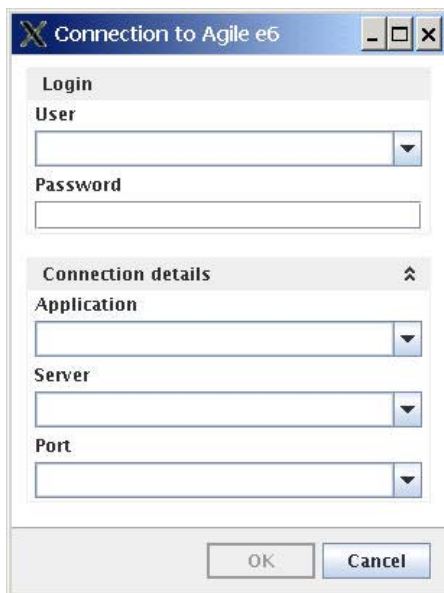 Connection to Agile e6
Login
User
Password
Connection details
Application
Server
Port
OK
Cancel